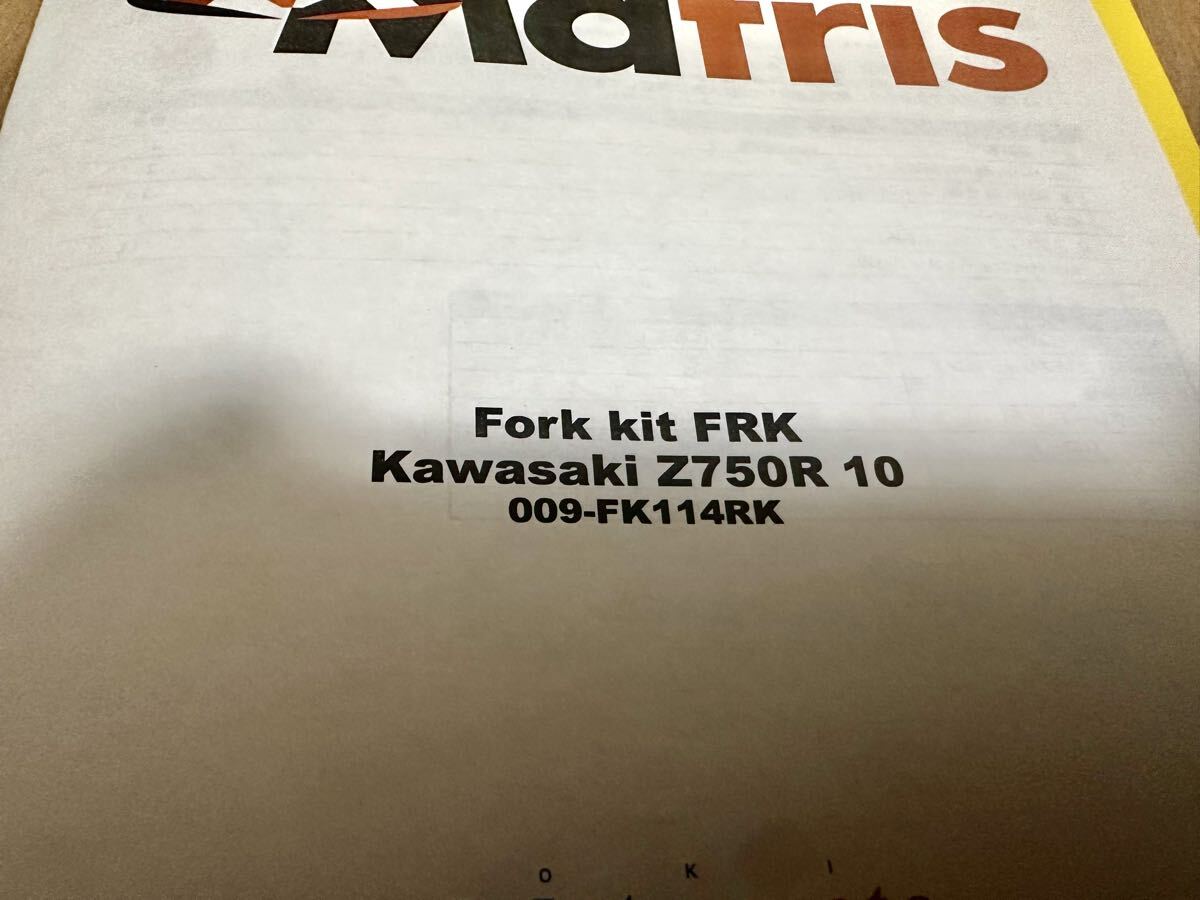 Matris
Fork kit FRK
Kawasaki Z750R 10
009-FK114RK
O K I